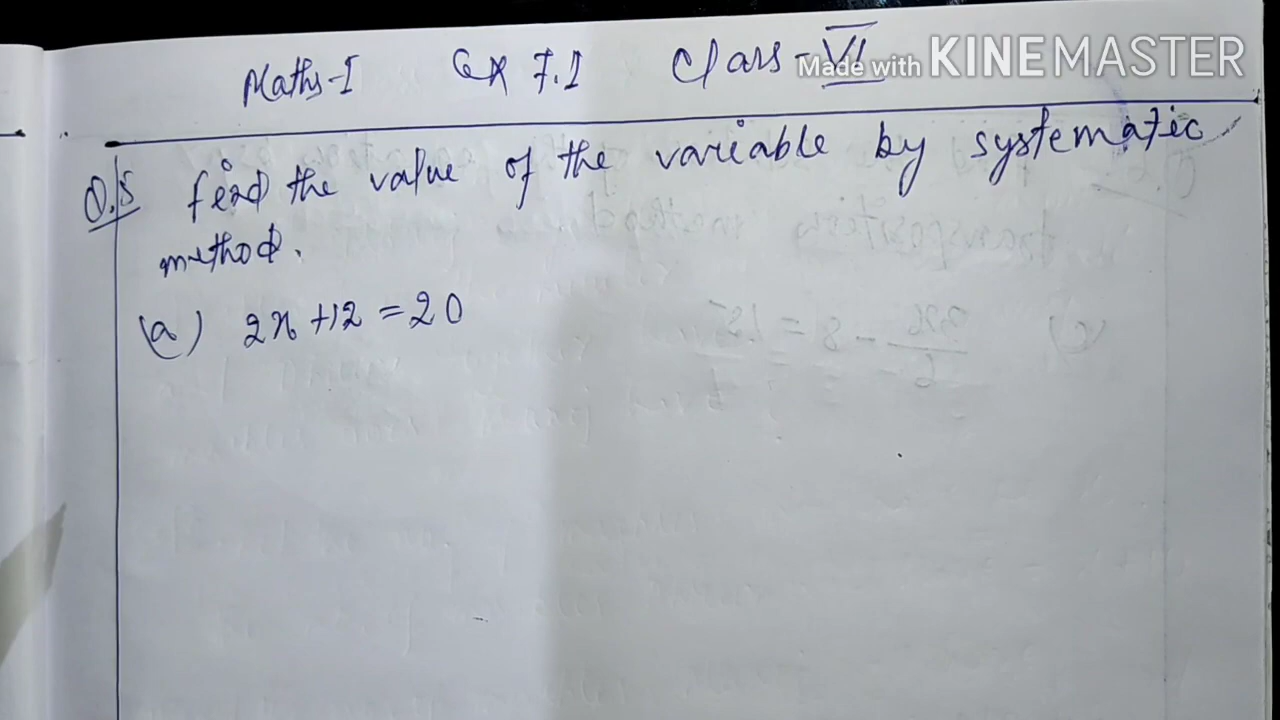 Maths-I Ex 7.1 Class-VI
Made with KINEMASTER
Q.5 find the value of the variable by systematic
method.
(a) 2x+12=20